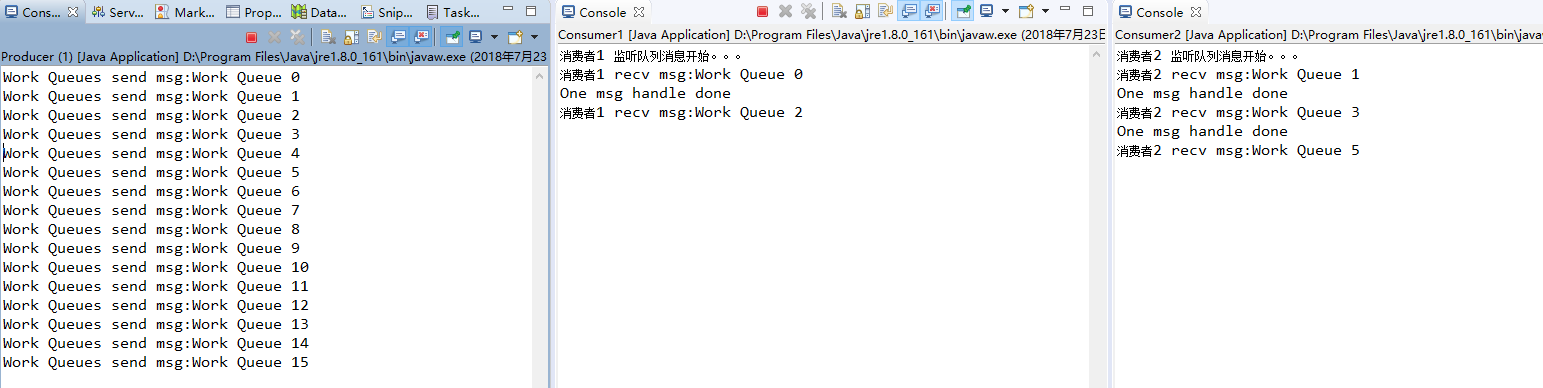 Cons... Serv... Mark... Prop... Data... Snip... Task...
Producer (1) [Java Application] D:\Program Files\Java\jre1.8.0_161\bin\javaw.exe (2018年7月23
Work Queues send msg:Work Queue 0
Work Queues send msg:Work Queue 1
Work Queues send msg:Work Queue 2
Work Queues send msg:Work Queue 3
Work Queues send msg:Work Queue 4
Work Queues send msg:Work Queue 5
Work Queues send msg:Work Queue 6
Work Queues send msg:Work Queue 7
Work Queues send msg:Work Queue 8
Work Queues send msg:Work Queue 9
Work Queues send msg:Work Queue 10
Work Queues send msg:Work Queue 11
Work Queues send msg:Work Queue 12
Work Queues send msg:Work Queue 13
Work Queues send msg:Work Queue 14
Work Queues send msg:Work Queue 15
Console
Consumer1 [Java Application] D:\Program Files\Java\jre1.8.0_161\bin\javaw.exe (2018年7月23日
消费者1 监听队列消息开始。。。
消费者1 recv msg:Work Queue 0
One msg handle done
消费者1 recv msg:Work Queue 2
Console
Consumer2 [Java Application] D:\Program Files\Java\jre1.8.0_161\bin\java
消费者2 监听队列消息开始。。。
消费者2 recv msg:Work Queue 1
One msg handle done
消费者2 recv msg:Work Queue 3
One msg handle done
消费者2 recv msg:Work Queue 5